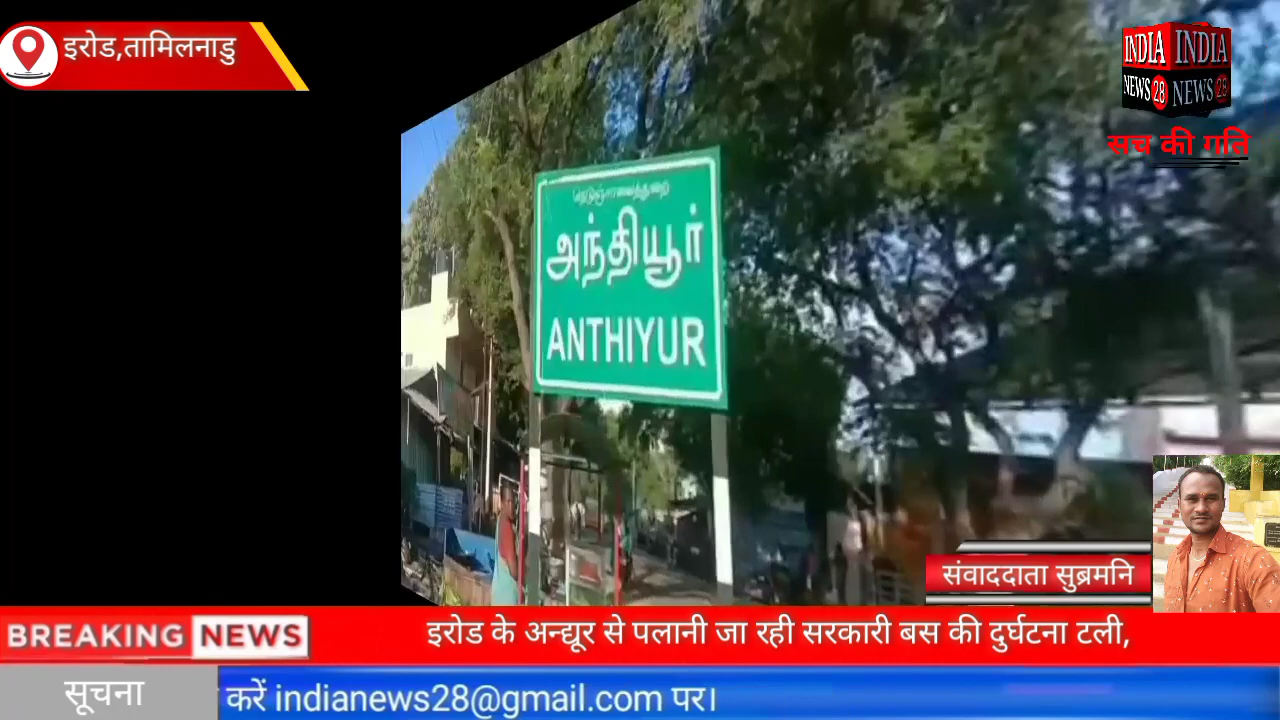 इरोड,तामिलनाडु
INDIA INDIA
NEWS 28 NEWS 28
सच की गति
நெடுஞ்சாலைத்துறை
அந்தியூர்
ANTHIYUR
संवाददाता सुब्रमनि
BREAKING NEWS
इरोड के अन्द्यूर से पलानी जा रही सरकारी बस की दुर्घटना टली,
सूचना
करें indianews28@gmail.com पर।